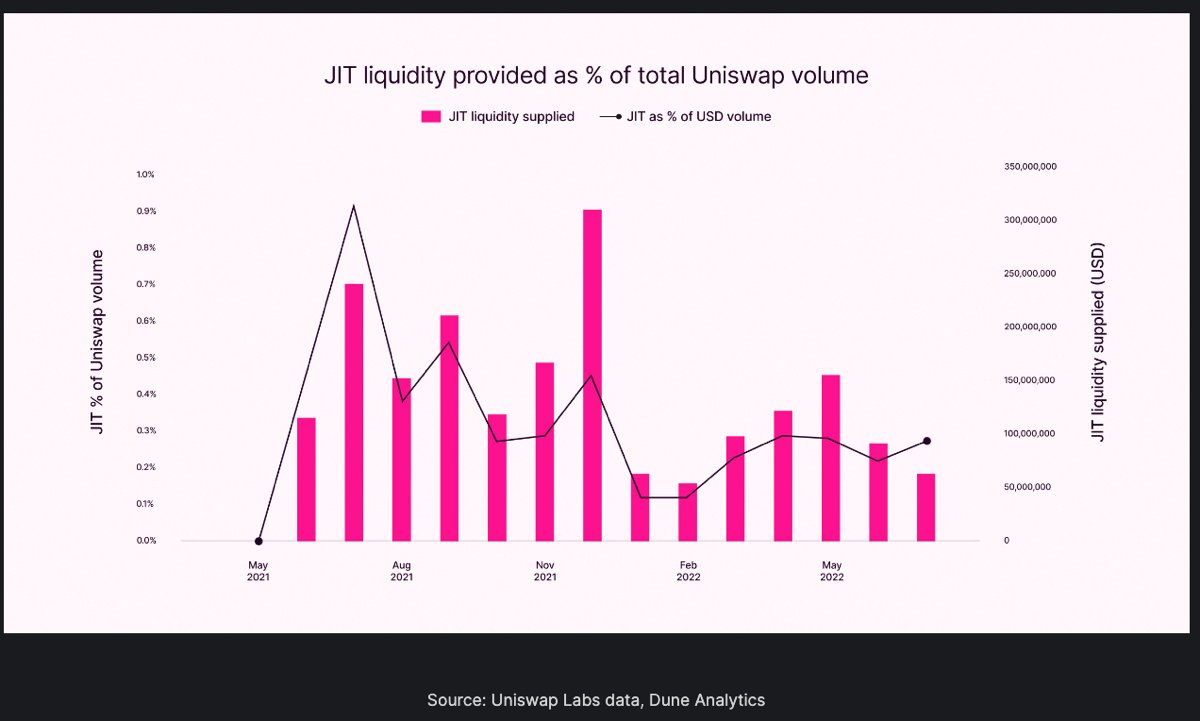 JIT liquidity provided as % of total Uniswap volume
JIT liquidity supplied JIT as % of USD volume
JIT % of Uniswap volume
1.0%
0.9%
0.8%
0.7%
0.6%
0.5%
0.4%
0.3%
0.2%
0.1%
0.0%
350,000,000
300,000,000
250,000,000
200,000,000
150,000,000
100,000,000
50,000,000
0
JIT liquidity supplied (USD)
May Aug Nov Feb May
2021 2021 2021 2022 2022
Source: Uniswap Labs data, Dune Analytics